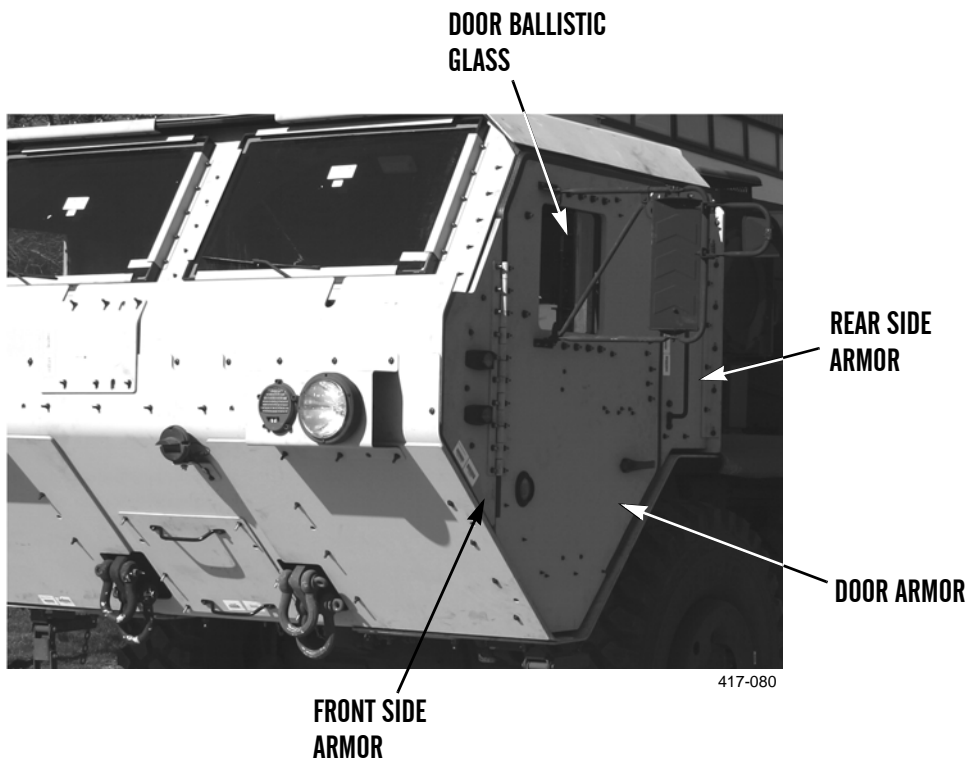 DOOR BALLISTIC
GLASS
REAR SIDE
ARMOR
DOOR ARMOR
417-080
FRONT SIDE
ARMOR